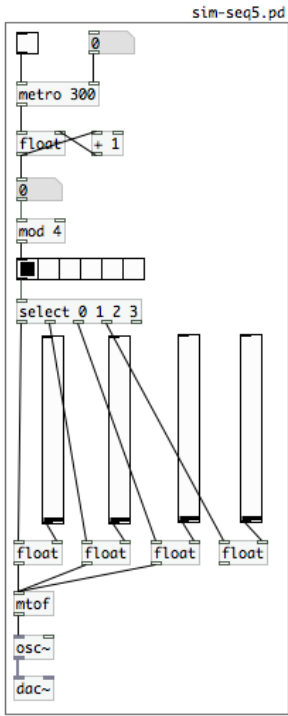 sim-seq5.pd
0
metro 300
float + 1
0
mod 4
select 0 1 2 3
float float float float
mtof
osc~
dac~